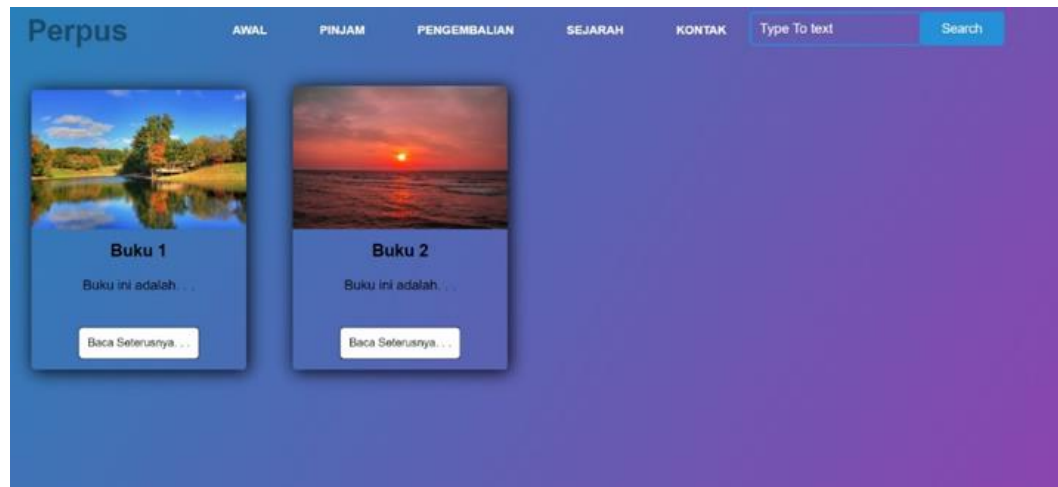 Perpus
AWAL PINJAM PENGEMBALIAN SEJARAH KONTAK Type To text Search
Buku 1
Buku ini adalah. . .
Baca Seterusnya. . .
Buku 2
Buku ini adalah. . .
Baca Seterusnya. . .